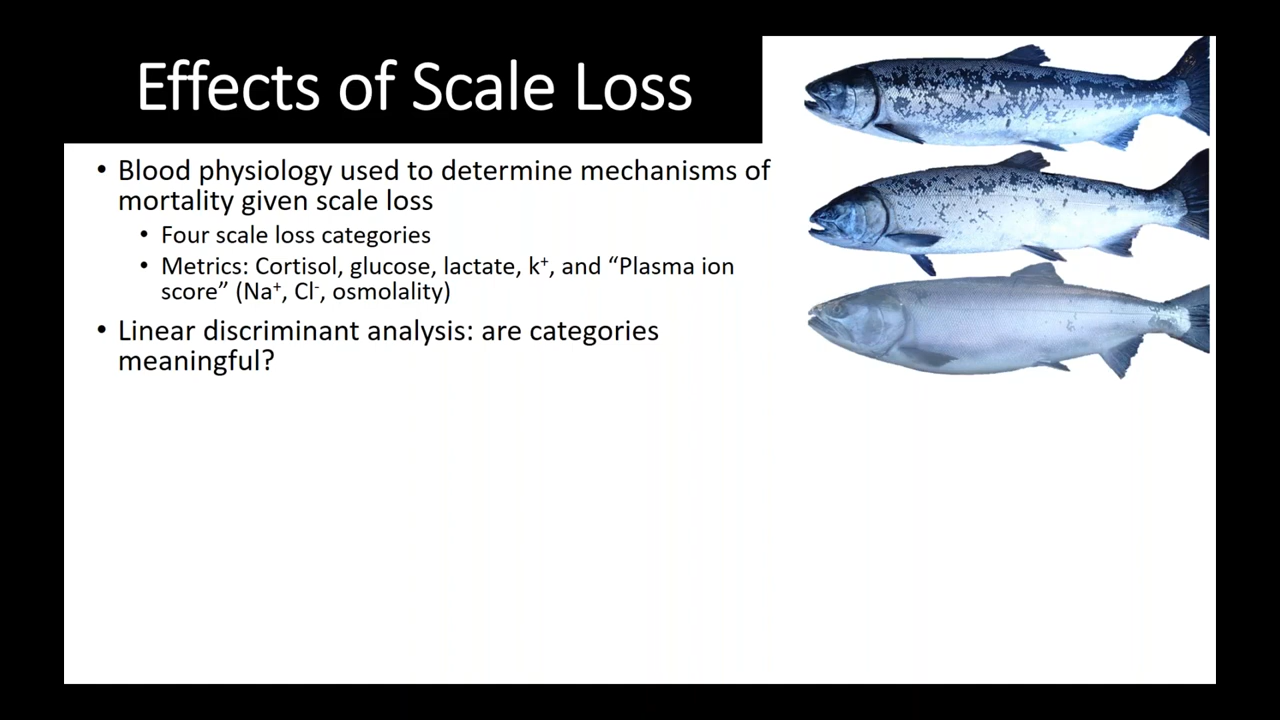 Effects of Scale Loss
• Blood physiology used to determine mechanisms of
mortality given scale loss
• Four scale loss categories
• Metrics: Cortisol, glucose, lactate, k⁺, and “Plasma ion
score” (Na⁺, Cl⁻, osmolality)
• Linear discriminant analysis: are categories
meaningful?